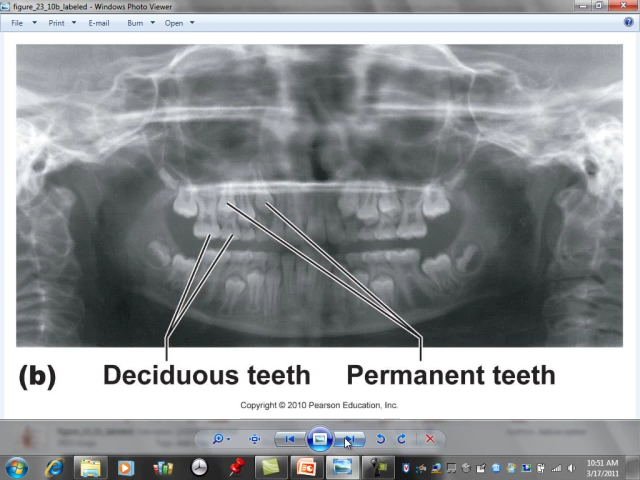 figure_23_10b_labeled - Windows Photo Viewer
File Print E-mail Burn Open
(b) Deciduous teeth Permanent teeth
Copyright © 2010 Pearson Education, Inc.
10:51 AM
3/17/2011